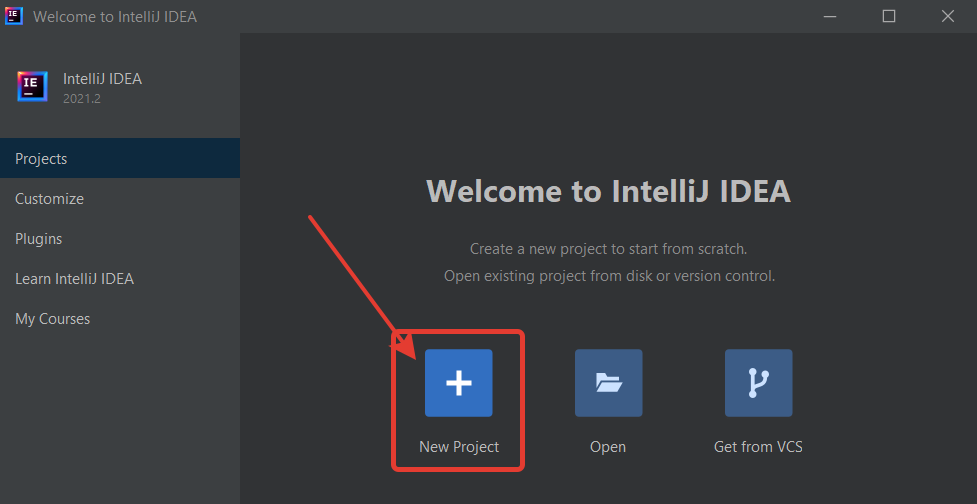 Welcome to IntelliJ IDEA
IE
IntelliJ IDEA
2021.2
Projects
Customize
Plugins
Learn IntelliJ IDEA
My Courses
Welcome to IntelliJ IDEA
Create a new project to start from scratch.
Open existing project from disk or version control.
New Project
Open
Get from VCS